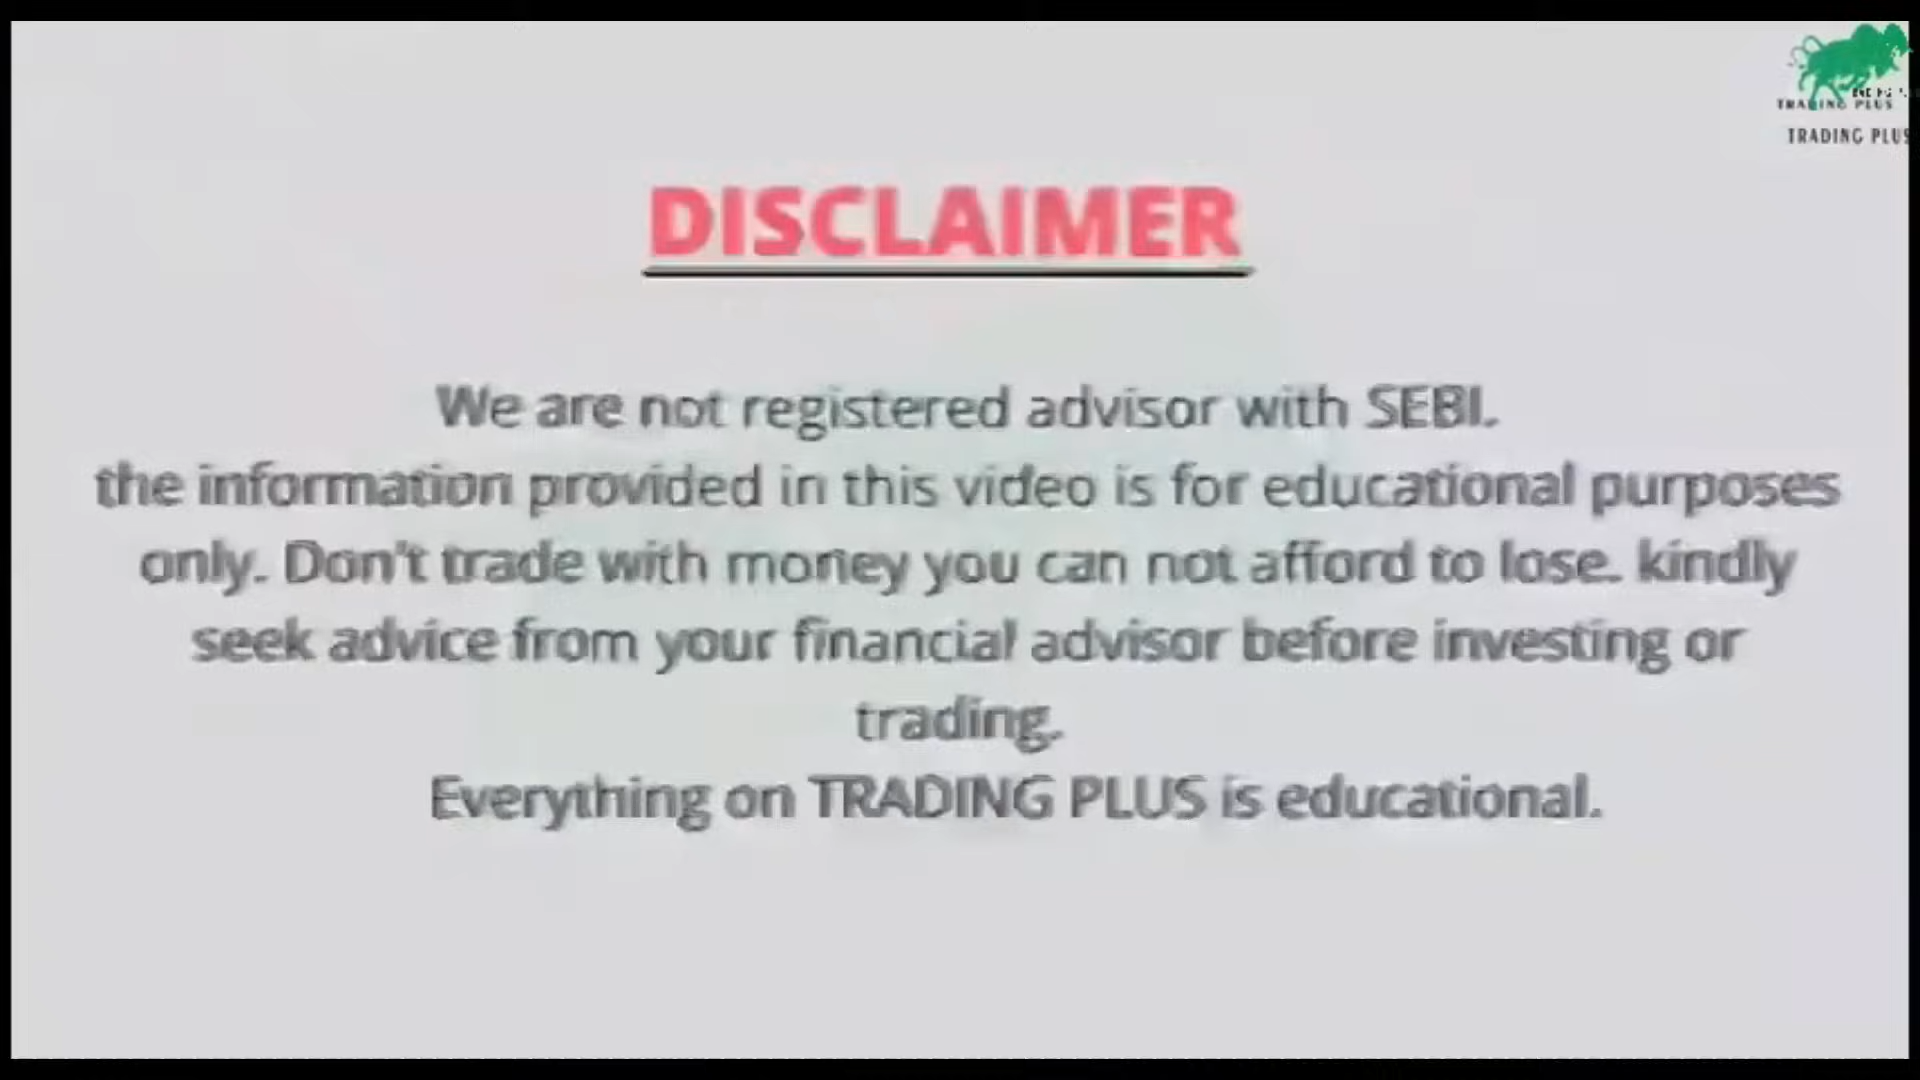 TRADING PLUS
TRADING PLUS
DISCLAIMER
We are not registered advisor with SEBI.
the information provided in this video is for educational purposes
only. Don't trade with money you can not afford to lose. kindly
seek advice from your financial advisor before investing or
trading.
Everything on TRADING PLUS is educational.